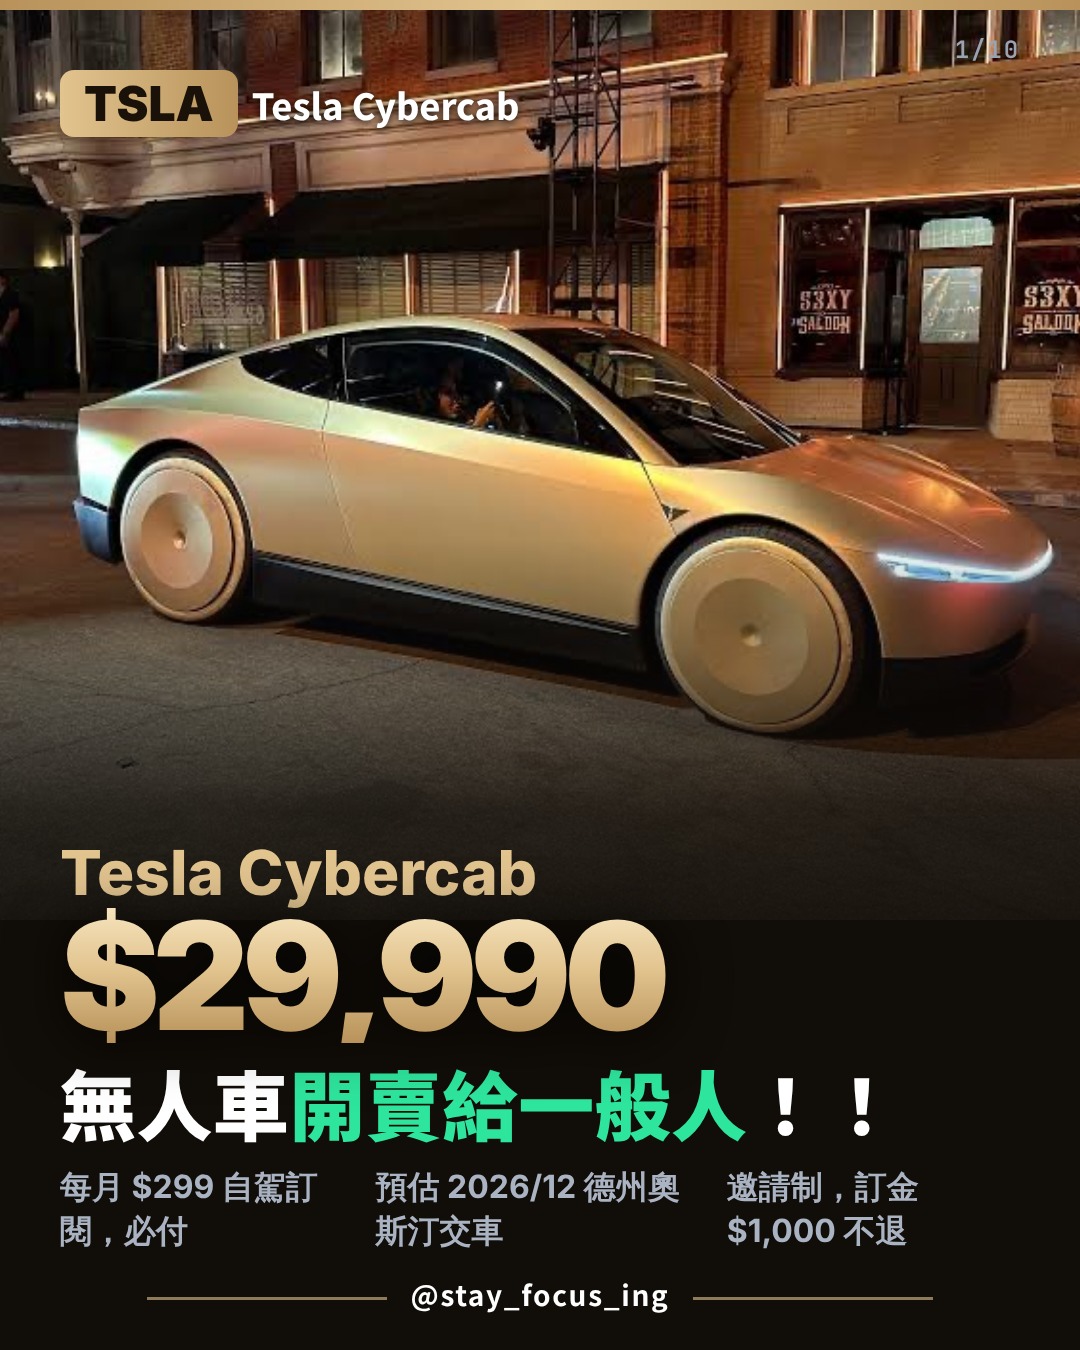 1/10
TSLA Tesla Cybercab
S3XY
SALOON
S3XY
SALOON
Tesla Cybercab
$29,990
無人車開賣給一般人！！
每月 $299 自駕訂
閱，必付
預估 2026/12 德州奧
斯汀交車
邀請制，訂金
$1,000 不退
@stay_focus_ing